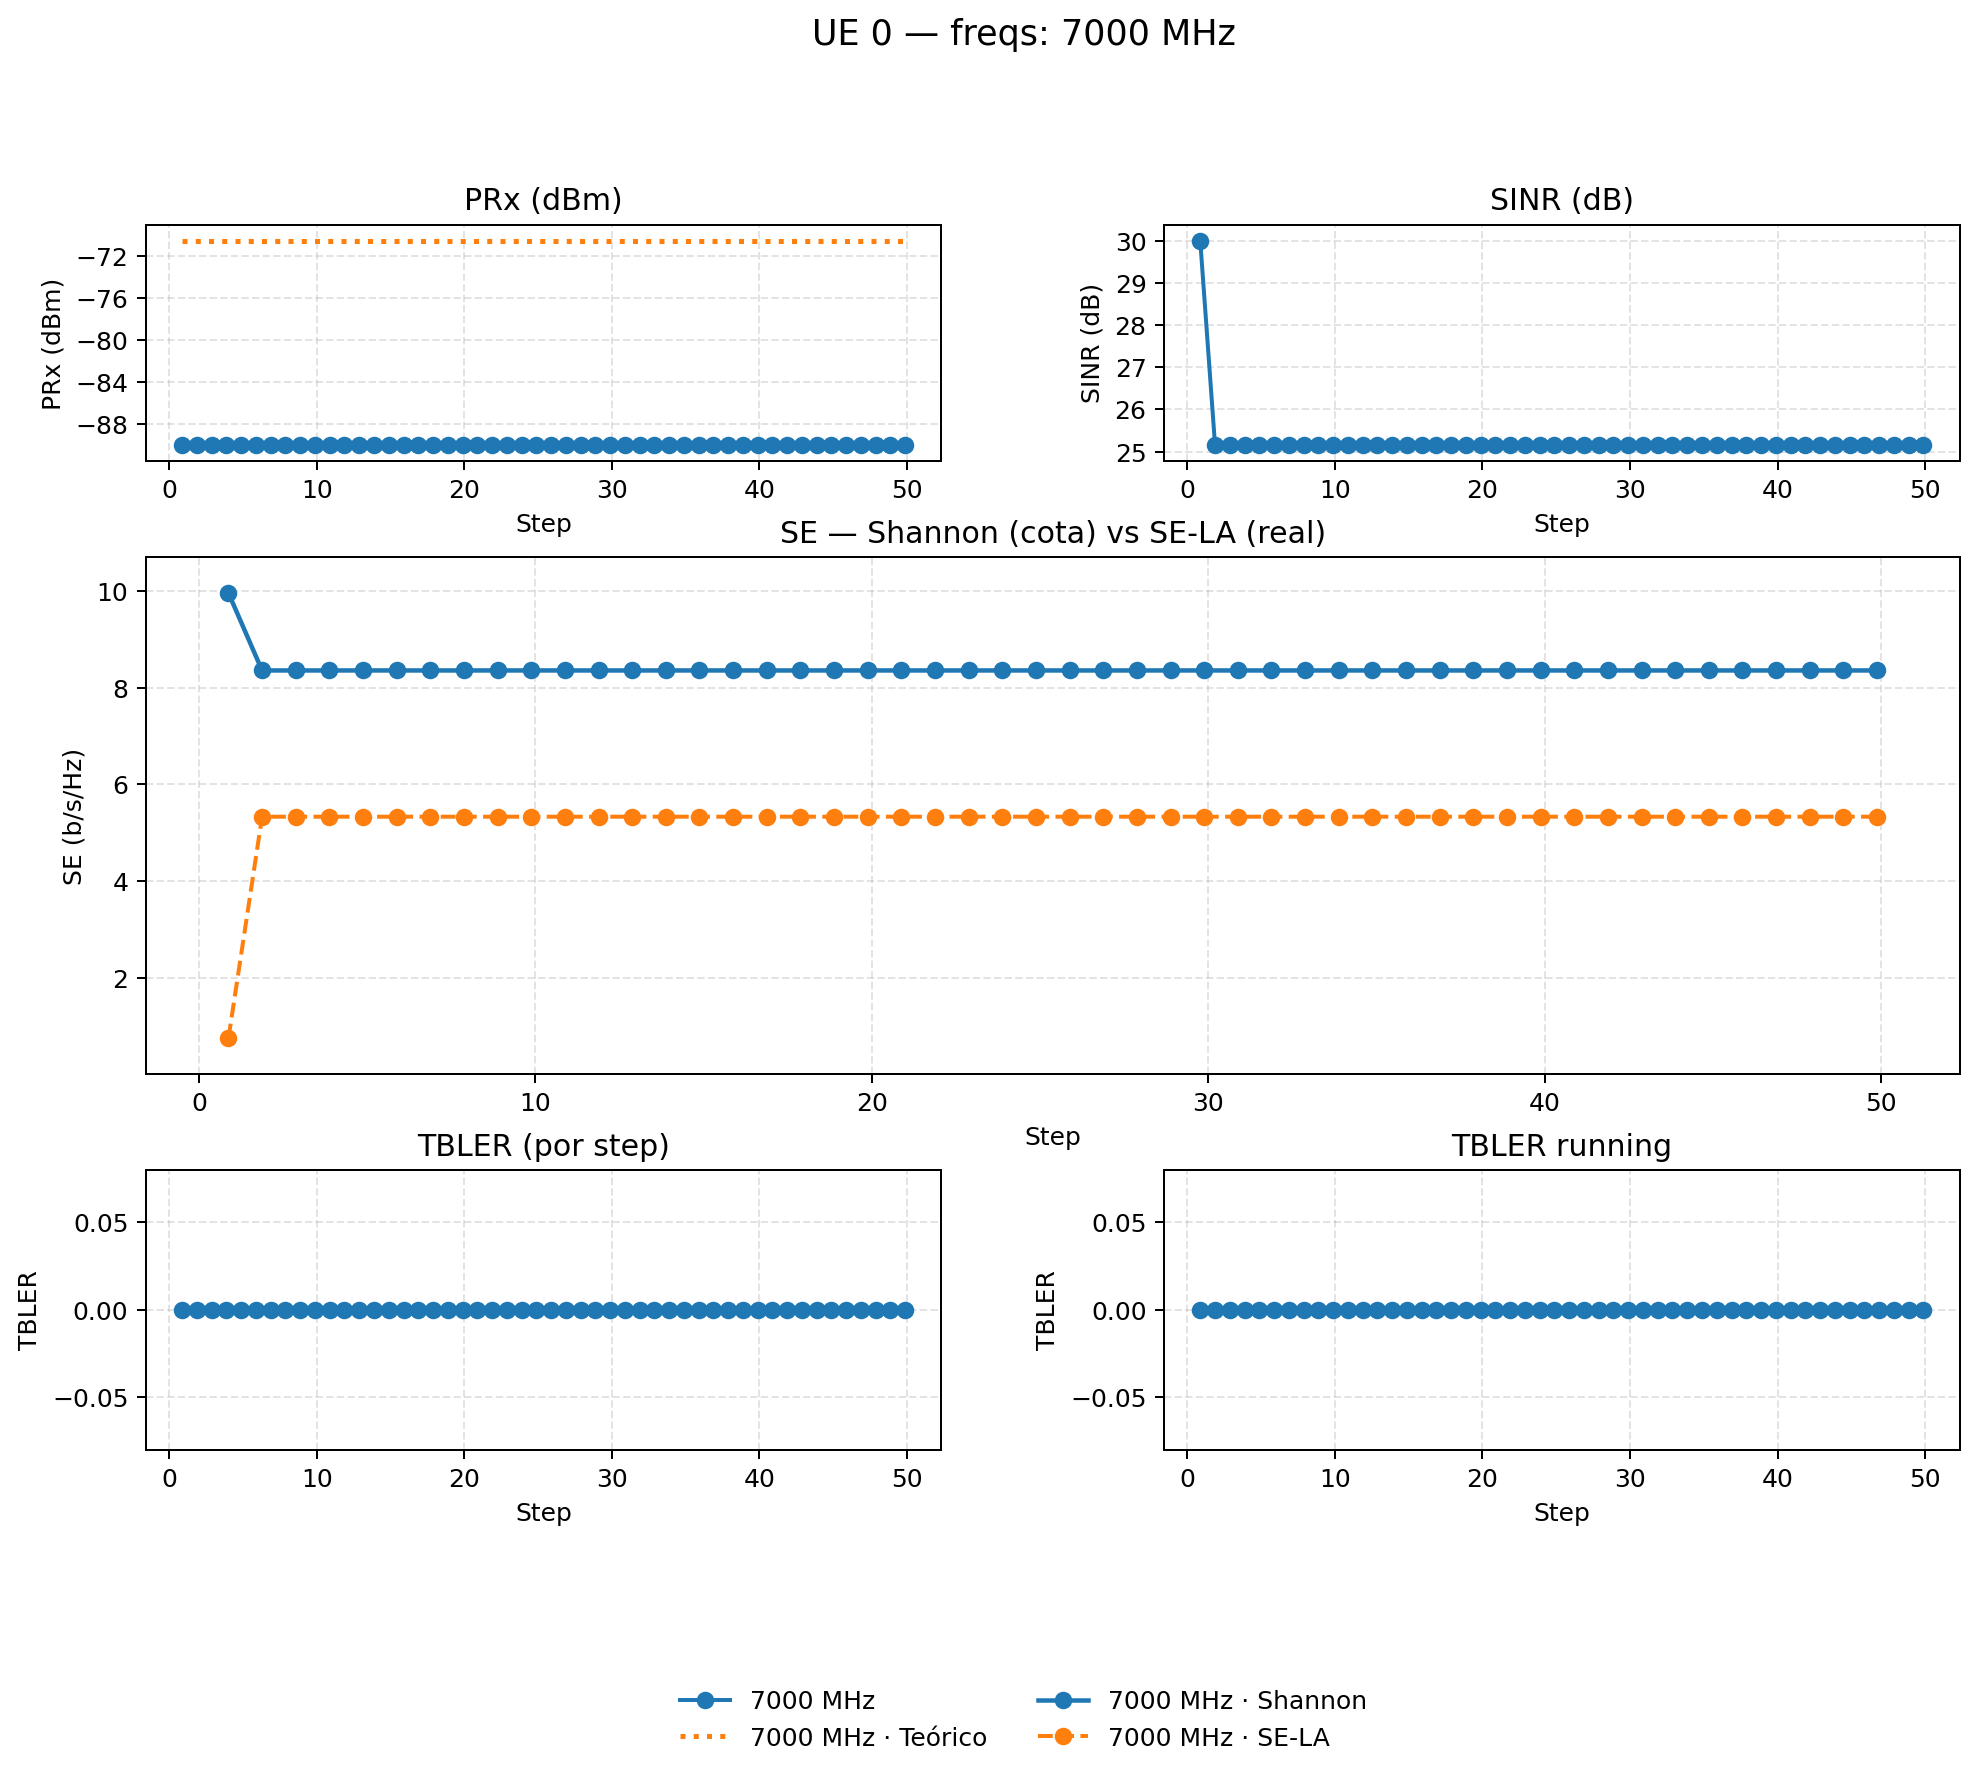 UE 0 — freqs: 7000 MHz
PRx (dBm)
PRx (dBm)
−72
−76
−80
−84
−88
0 10 20 30 40 50
Step
SINR (dB)
SINR (dB)
30
29
28
27
26
25
0 10 20 30 40 50
Step
SE — Shannon (cota) vs SE-LA (real)
SE (b/s/Hz)
10
8
6
4
2
0 10 20 30 40 50
Step
TBLER (por step)
TBLER
0.05
0.00
−0.05
0 10 20 30 40 50
Step
TBLER running
TBLER
0.05
0.00
−0.05
0 10 20 30 40 50
Step
7000 MHz
7000 MHz · Teórico
7000 MHz · Shannon
7000 MHz · SE-LA